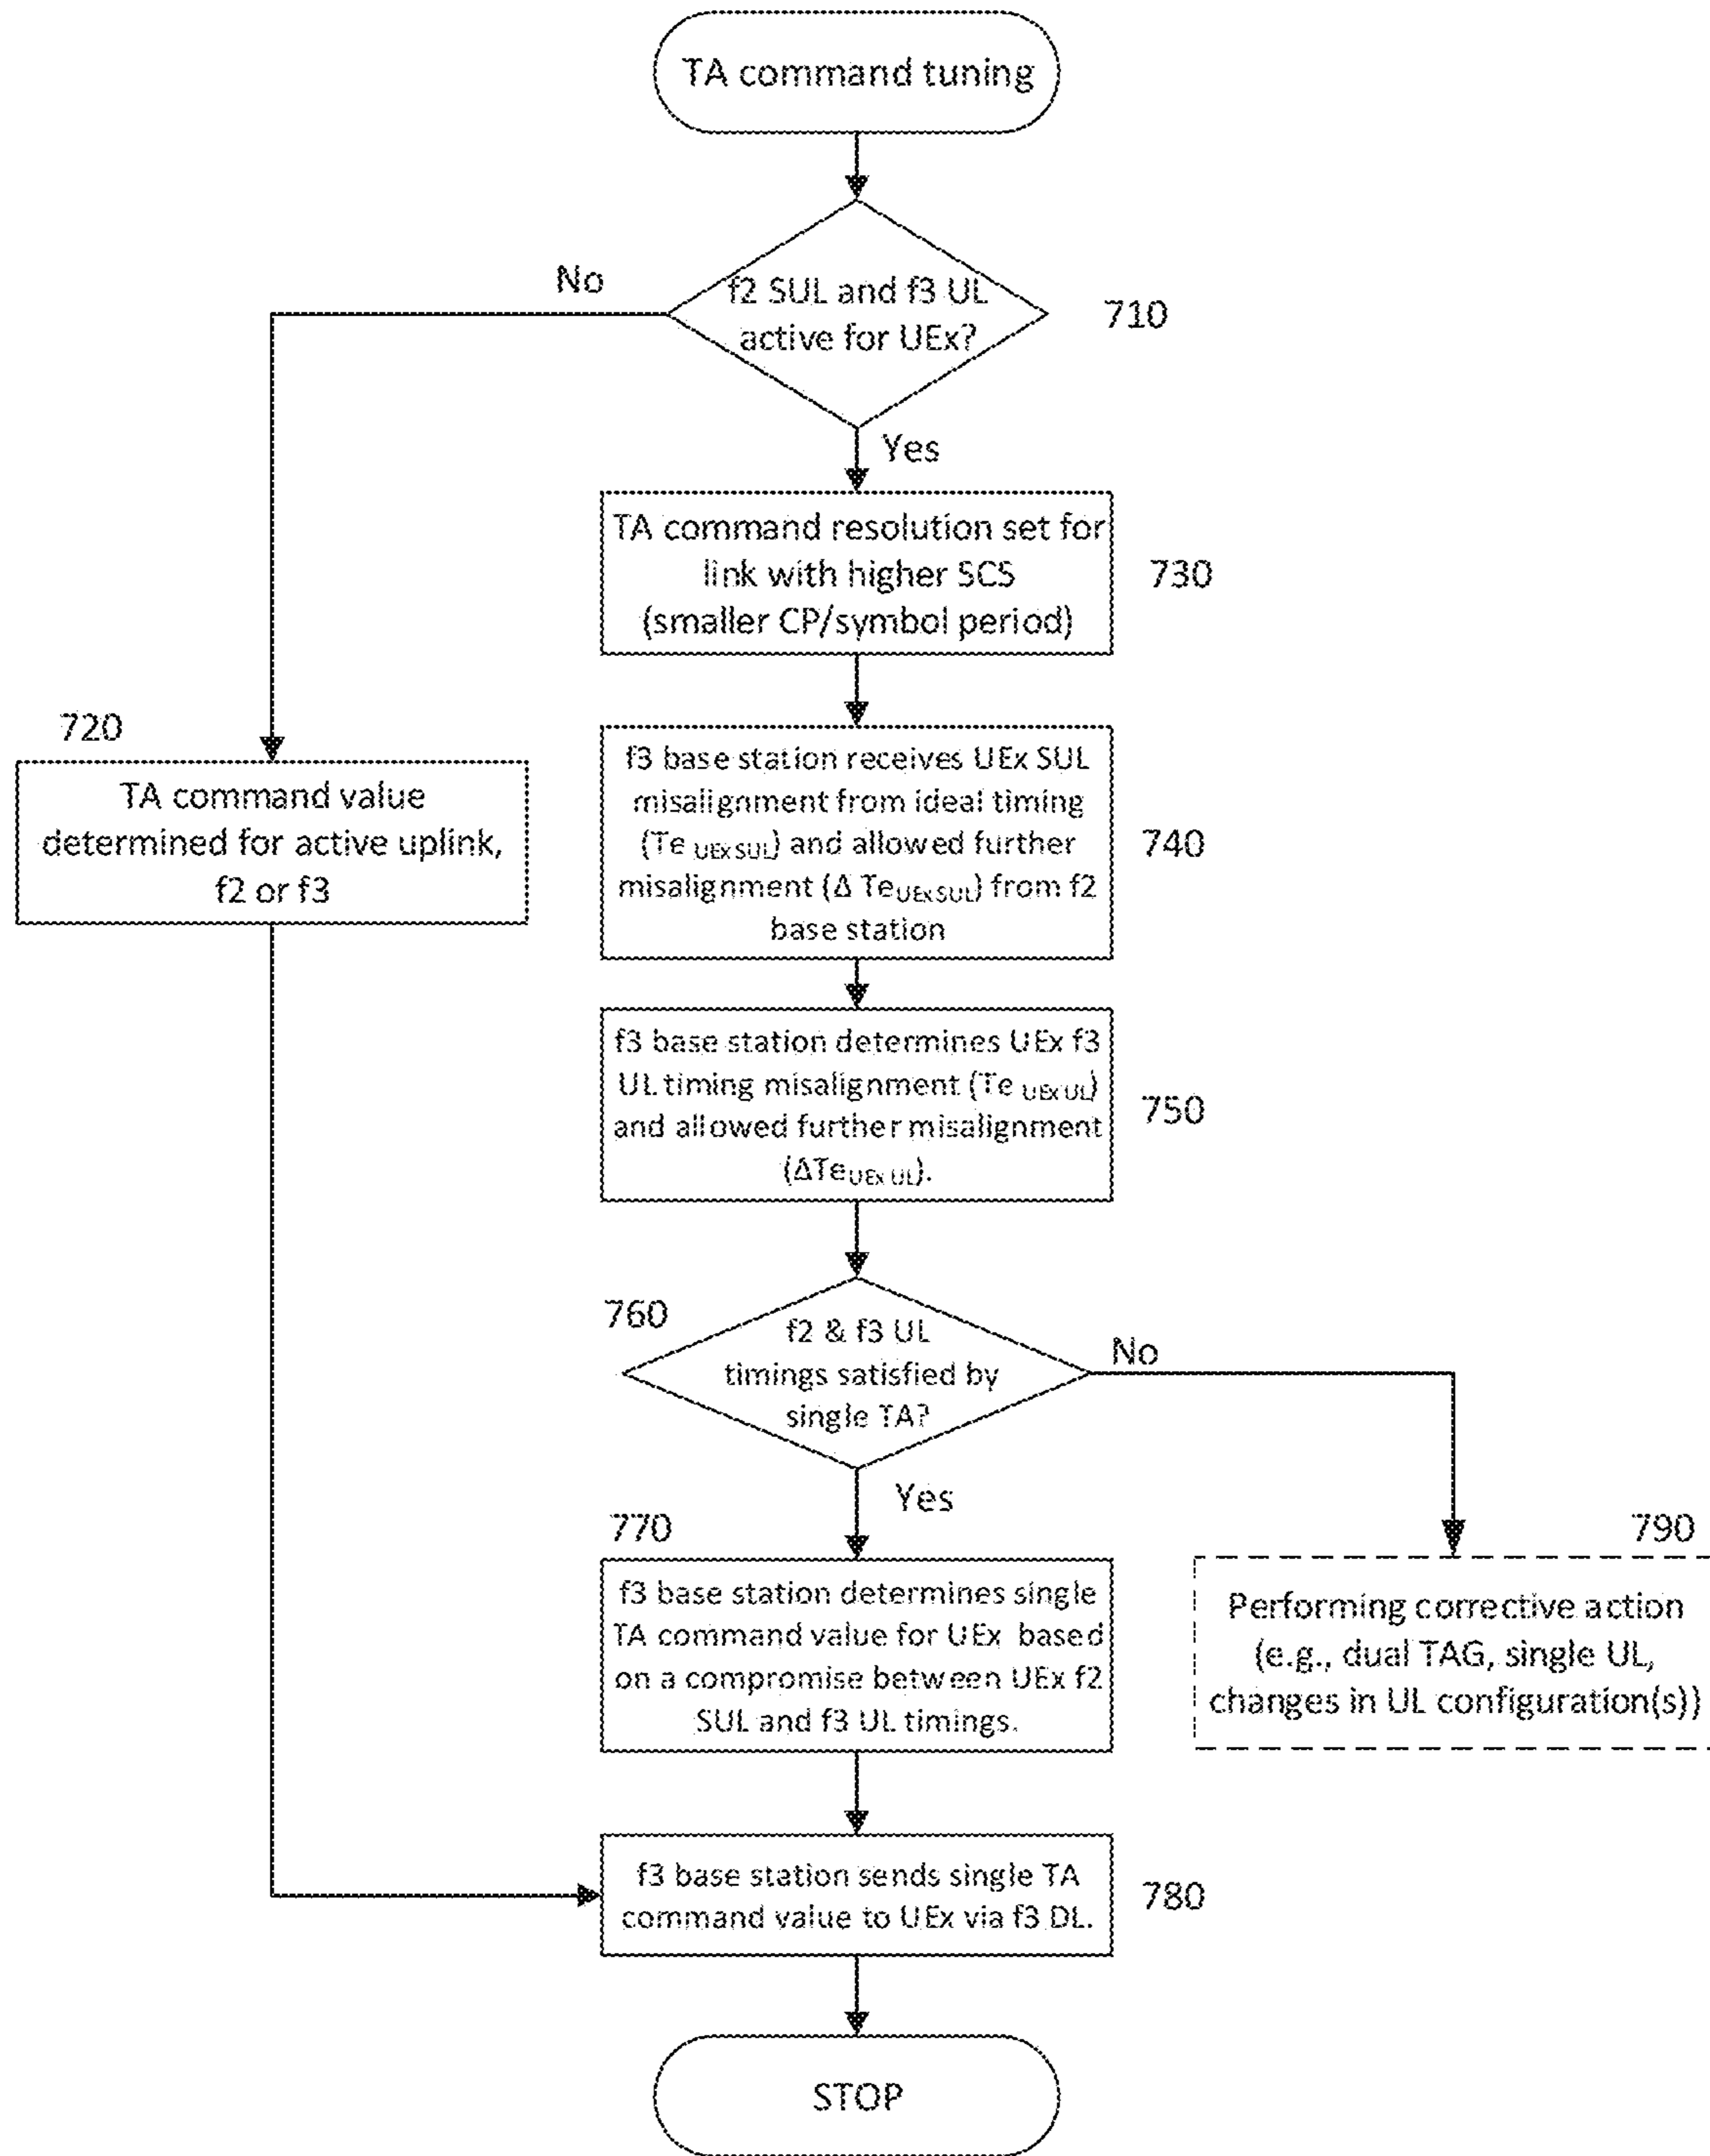 TA command tuning
No
f2 SUL and f3 UL
active for UEx?
710
Yes
TA command resolution set for
link with higher SCS
(smaller CP/symbol period)
730
720
TA command value
determined for active uplink,
f2 or f3
f3 base station receives UEx SUL
misalignment from ideal timing
(Te UEx SUL) and allowed further
misalignment (Δ Te UEx SUL) from f2
base station
740
f3 base station determines UEx f3
UL timing misalignment (Te UEx UL)
and allowed further misalignment
(ΔTe UEx UL).
750
760
f2 & f3 UL
timings satisfied by
single TA?
No
Yes
770
f3 base station determines single
TA command value for UEx based
on a compromise between UEx f2
SUL and f3 UL timings.
790
Performing corrective action
(e.g., dual TAG, single UL,
changes in UL configuration(s))
f3 base station sends single TA
command value to UEx via f3 DL.
780
STOP